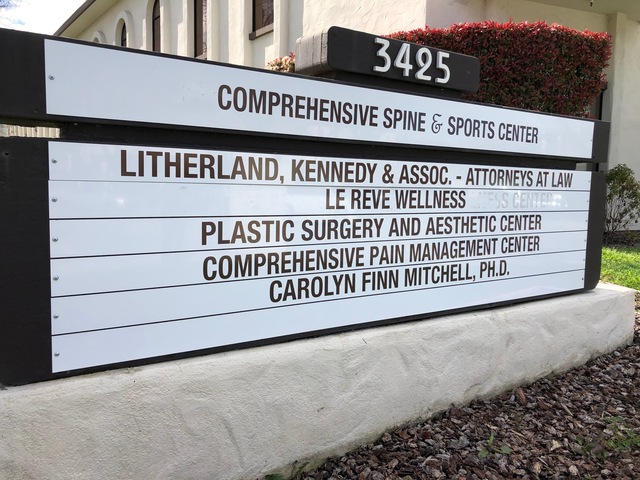 3425
COMPREHENSIVE SPINE & SPORTS CENTER
LITHERLAND, KENNEDY & ASSOC. - ATTORNEYS AT LAW
LE REVE WELLNESS
PLASTIC SURGERY AND AESTHETIC CENTER
COMPREHENSIVE PAIN MANAGEMENT CENTER
CAROLYN FINN MITCHELL, PH.D.